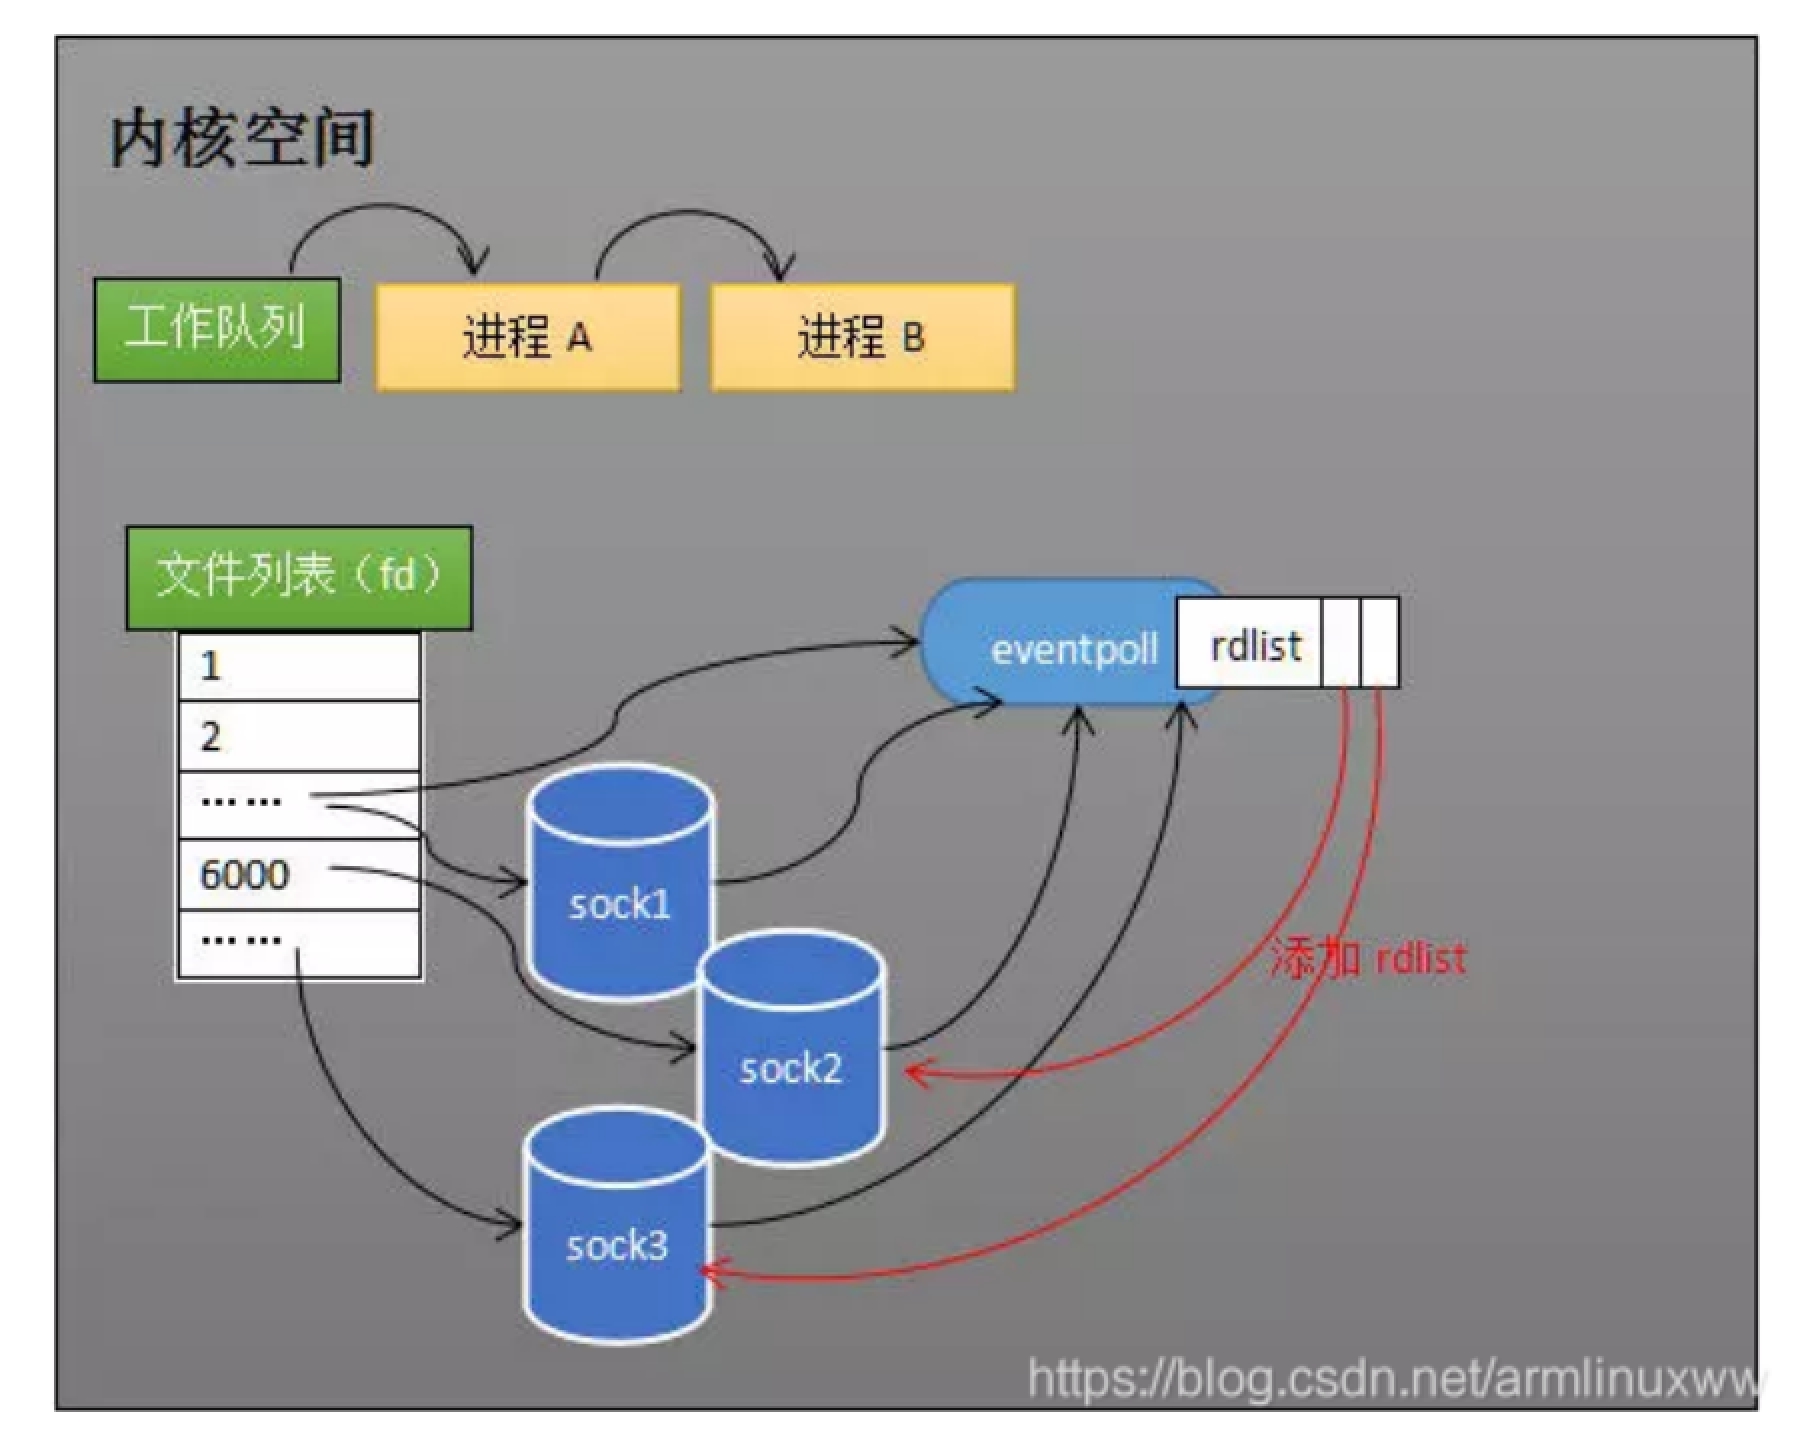 内核空间
工作队列
进程 A
进程 B
文件列表（fd）
1
2
……
6000
……
eventpoll
rdlist
sock1
sock2
sock3
添加 rdlist
https://blog.csdn.net/armlinuxww